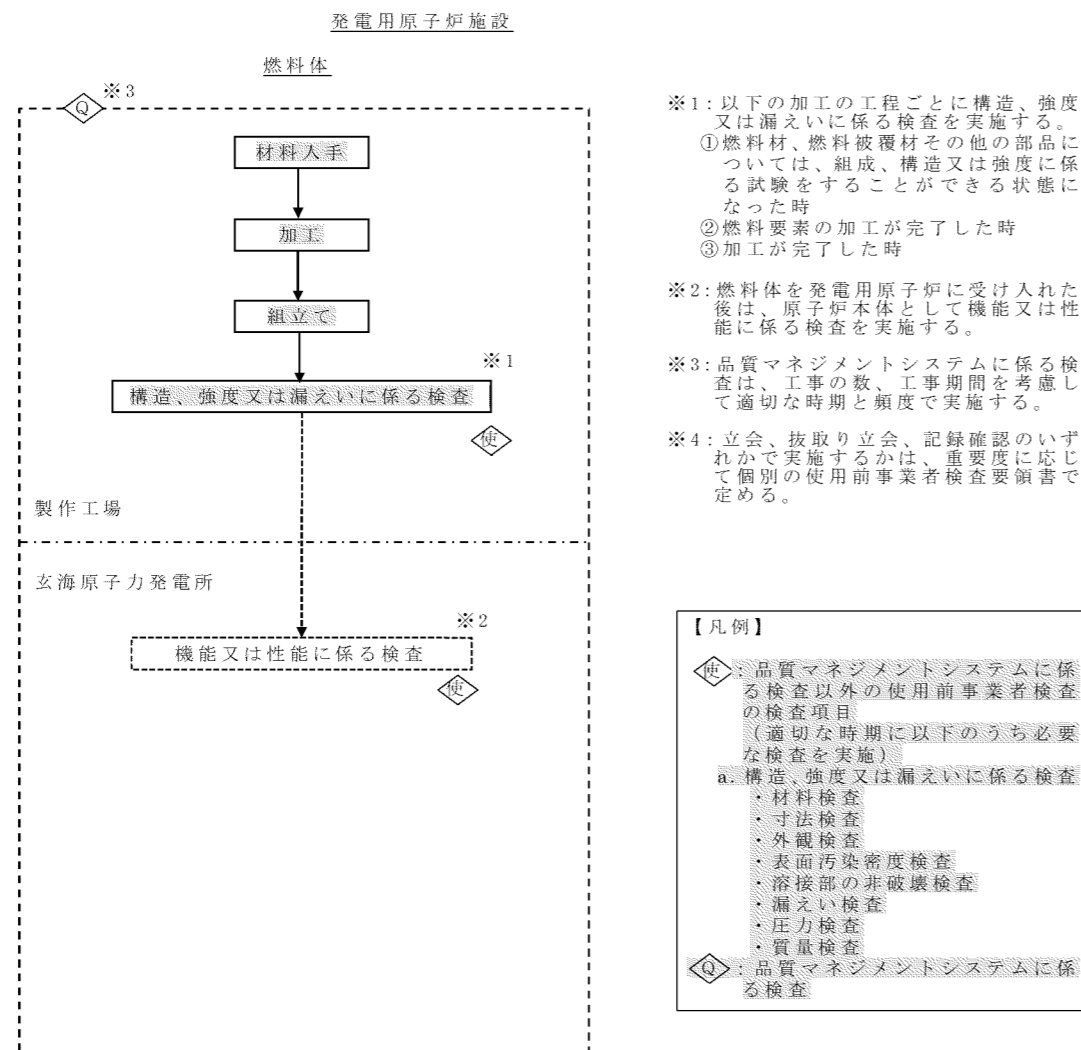 発電用原子炉施設
燃料体
Q
※3
材料入手
加工
組立て
※1
構造、強度又は漏えいに係る検査
使
製作工場
玄海原子力発電所
※2
機能又は性能に係る検査
使
※1:以下の加工の工程ごとに構造、強度
又は漏えいに係る検査を実施する。
①燃料材、燃料被覆材その他の部品に
ついては、組成、構造又は強度に係
る試験をすることができる状態に
なった時
②燃料要素の加工が完了した時
③加工が完了した時
※2:燃料体を発電用原子炉に受け入れた
後は、原子炉本体として機能又は性
能に係る検査を実施する。
※3:品質マネジメントシステムに係る検
査は、工事の数、工事期間を考慮し
て適切な時期と頻度で実施する。
※4:立会、抜取り立会、記録確認のいず
れかで実施するかは、重要度に応じ
て個別の使用前事業者検査要領書で
定める。
【凡例】
使:品質マネジメントシステムに係
る検査以外の使用前事業者検査
の検査項目
(適切な時期に以下のうち必要
な検査を実施)
a.構造、強度又は漏えいに係る検査
・材料検査
・寸法検査
・外観検査
・表面汚染密度検査
・溶接部の非破壊検査
・漏えい検査
・圧力検査
・質量検査
Q:品質マネジメントシステムに係
る検査